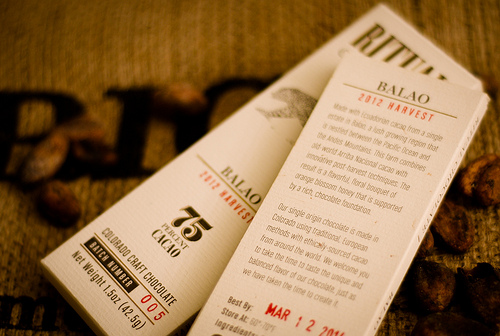 RITUAL
BALAO
2012 HARVEST
75
PERCENT
CACAO
COLORADO CRAFT CHOCOLATE
BATCH NUMBER 005
Net Weight 1.5oz (42.5g)
BALAO
2012 HARVEST
Made with Ecuadorian cacao from a single
estate in Balao, a lush growing region that
is nestled between the Pacific Ocean and
the Andes Mountains, this farm combines
old world Arriba Nacional cacao with
innovative post-harvest techniques. The
result is a flavorful, floral bouquet of
orange blossom honey that is supported
by a rich, chocolate foundation.
Our single origin chocolate is made in
Colorado using traditional, European
methods with ethically-sourced cacao
from around the world. We welcome you
to take the time to taste the unique and
balanced flavor of our chocolate, just as
we have taken the time to create it.
Best By: MAR 12 201
Store At:
Ingredients: